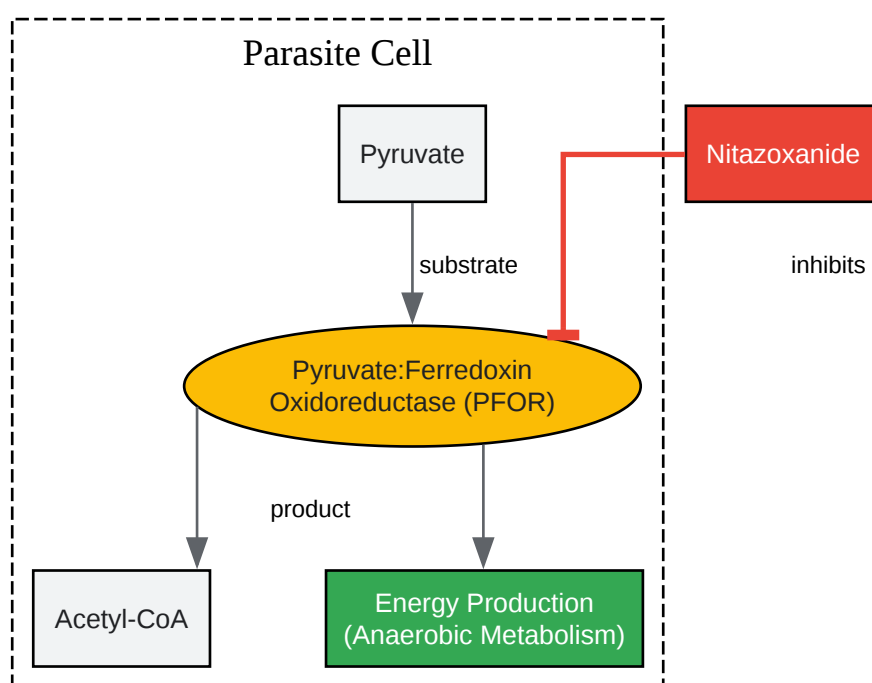 Parasite Cell
Pyruvate
Nitazoxanide
substrate
inhibits
Pyruvate:Ferredoxin
Oxidoreductase (PFOR)
product
Acetyl-CoA
Energy Production
(Anaerobic Metabolism)